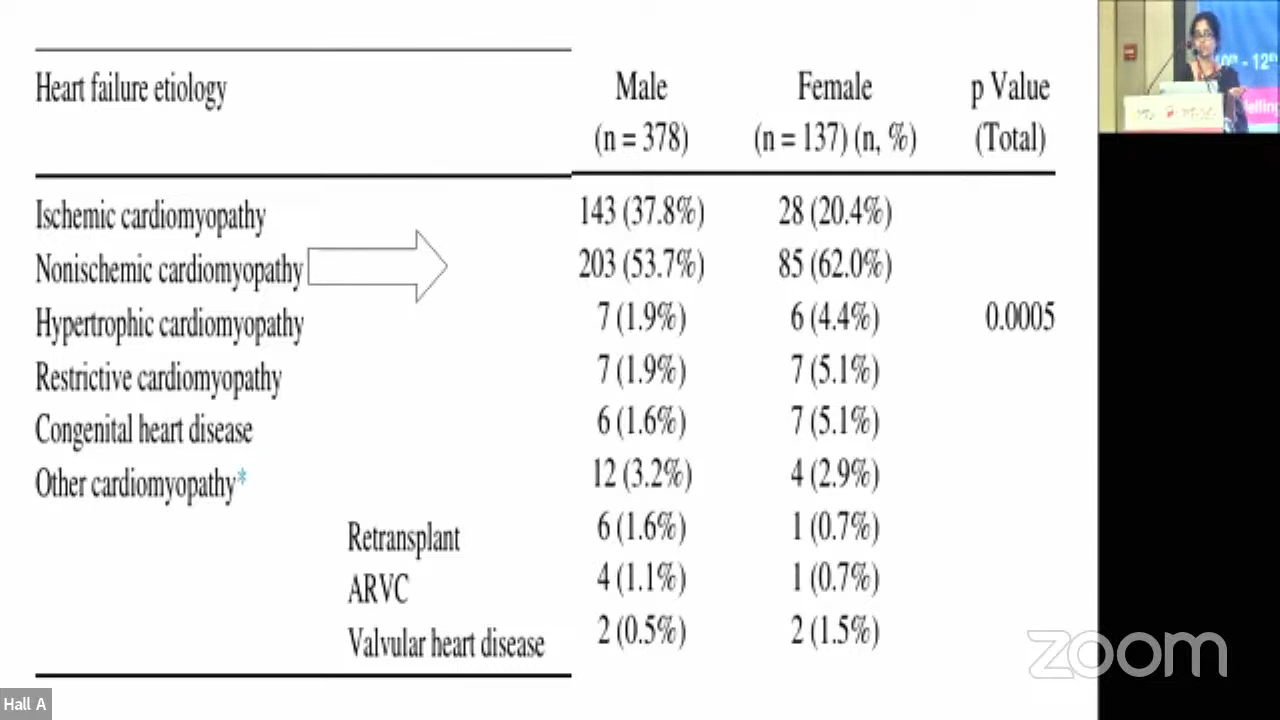 Heart failure etiology Male Female p Value
(n = 378) (n = 137) (n, %) (Total)
Ischemic cardiomyopathy 143 (37.8%) 28 (20.4%)
Nonischemic cardiomyopathy 203 (53.7%) 85 (62.0%)
Hypertrophic cardiomyopathy 7 (1.9%) 6 (4.4%) 0.0005
Restrictive cardiomyopathy 7 (1.9%) 7 (5.1%)
Congenital heart disease 6 (1.6%) 7 (5.1%)
Other cardiomyopathy* 12 (3.2%) 4 (2.9%)
Retransplant 6 (1.6%) 1 (0.7%)
ARVC 4 (1.1%) 1 (0.7%)
Valvular heart disease 2 (0.5%) 2 (1.5%)
zoom
Hall A
10th - 12th